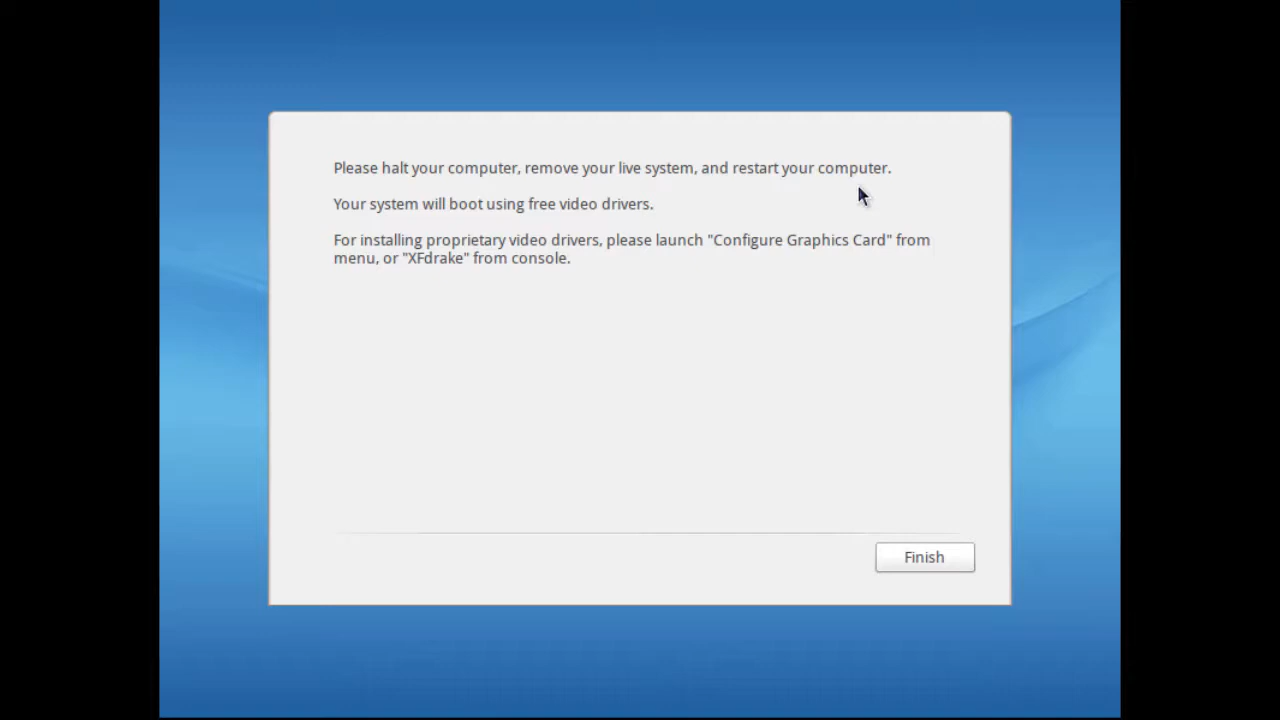 Please halt your computer, remove your live system, and restart your computer.
Your system will boot using free video drivers.
For installing proprietary video drivers, please launch "Configure Graphics Card" from
menu, or "XFdrake" from console.
Finish